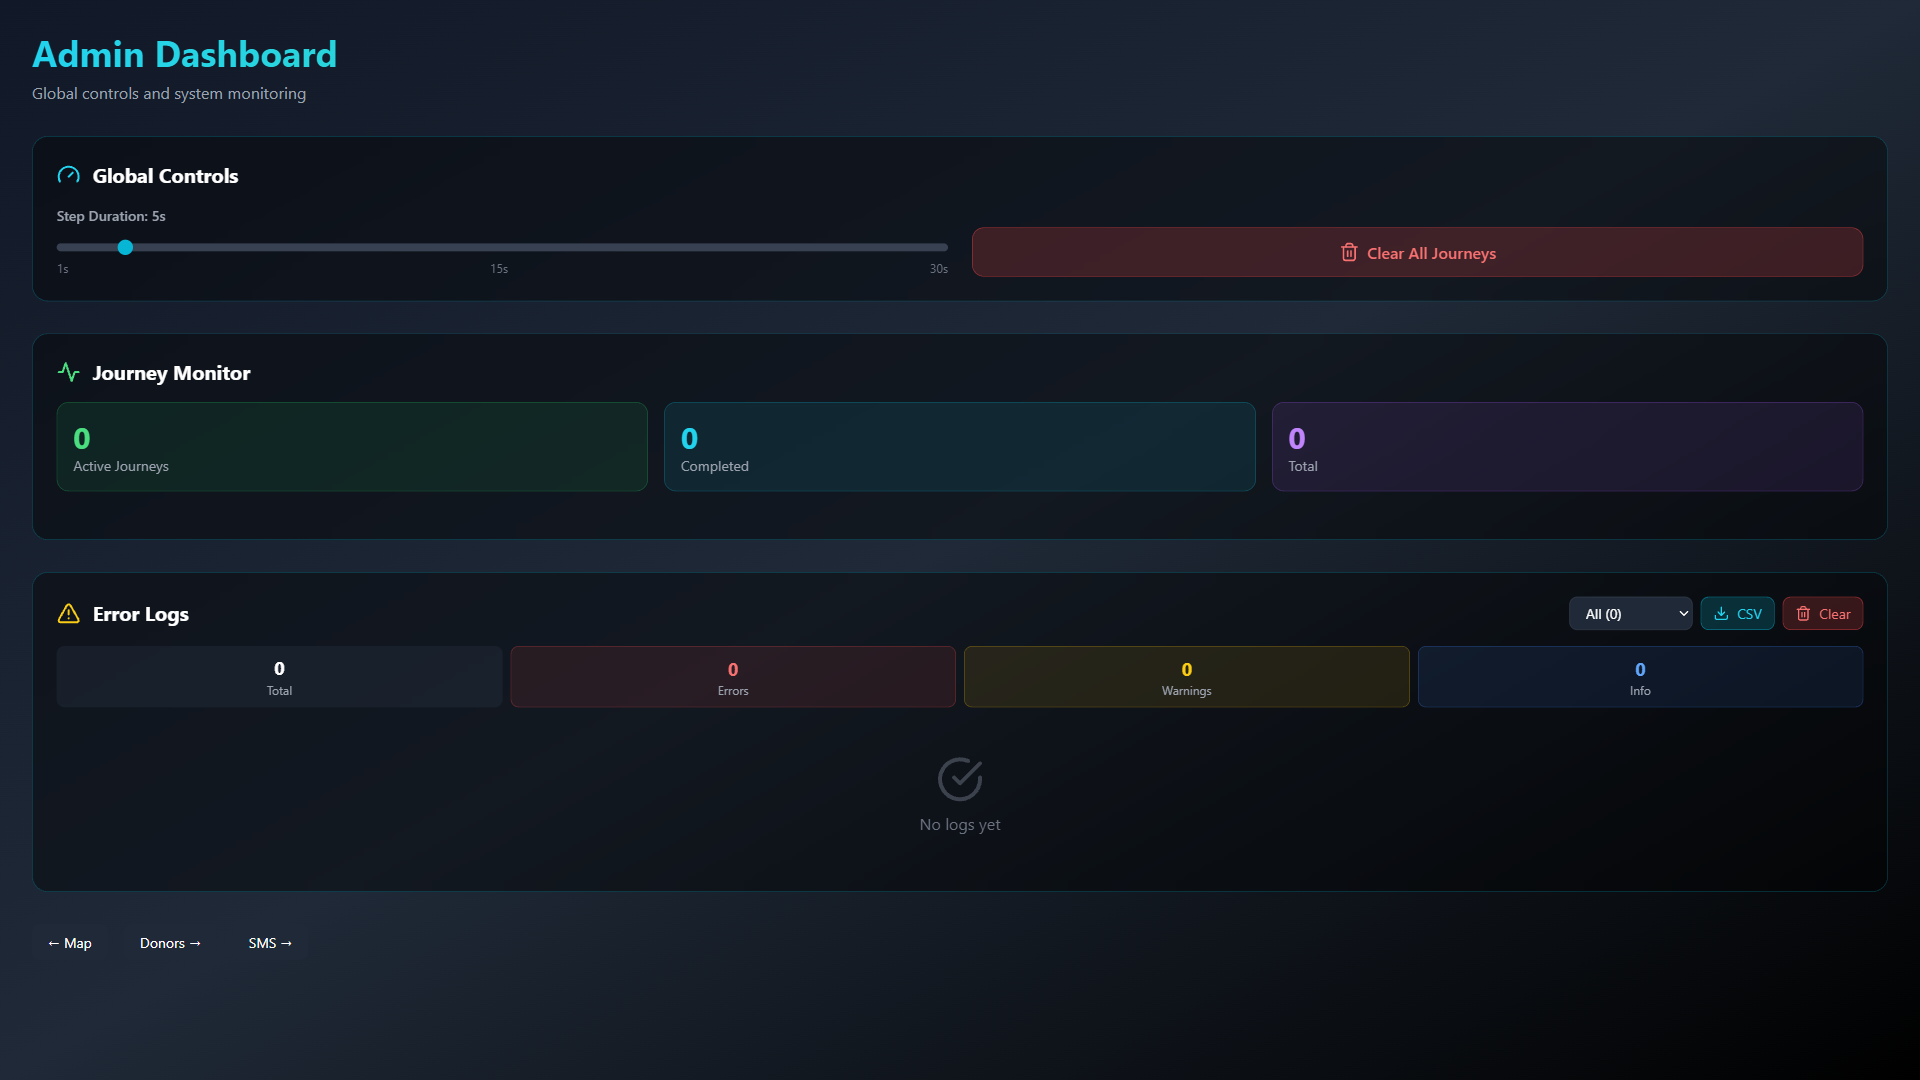 Admin Dashboard
Global controls and system monitoring
Global Controls
Step Duration: 5s
1s 15s 30s
Clear All Journeys
Journey Monitor
0
Active Journeys
0
Completed
0
Total
Error Logs
All (0)
CSV
Clear
0
Total
0
Errors
0
Warnings
0
Info
No logs yet
← Map
Donors →
SMS →